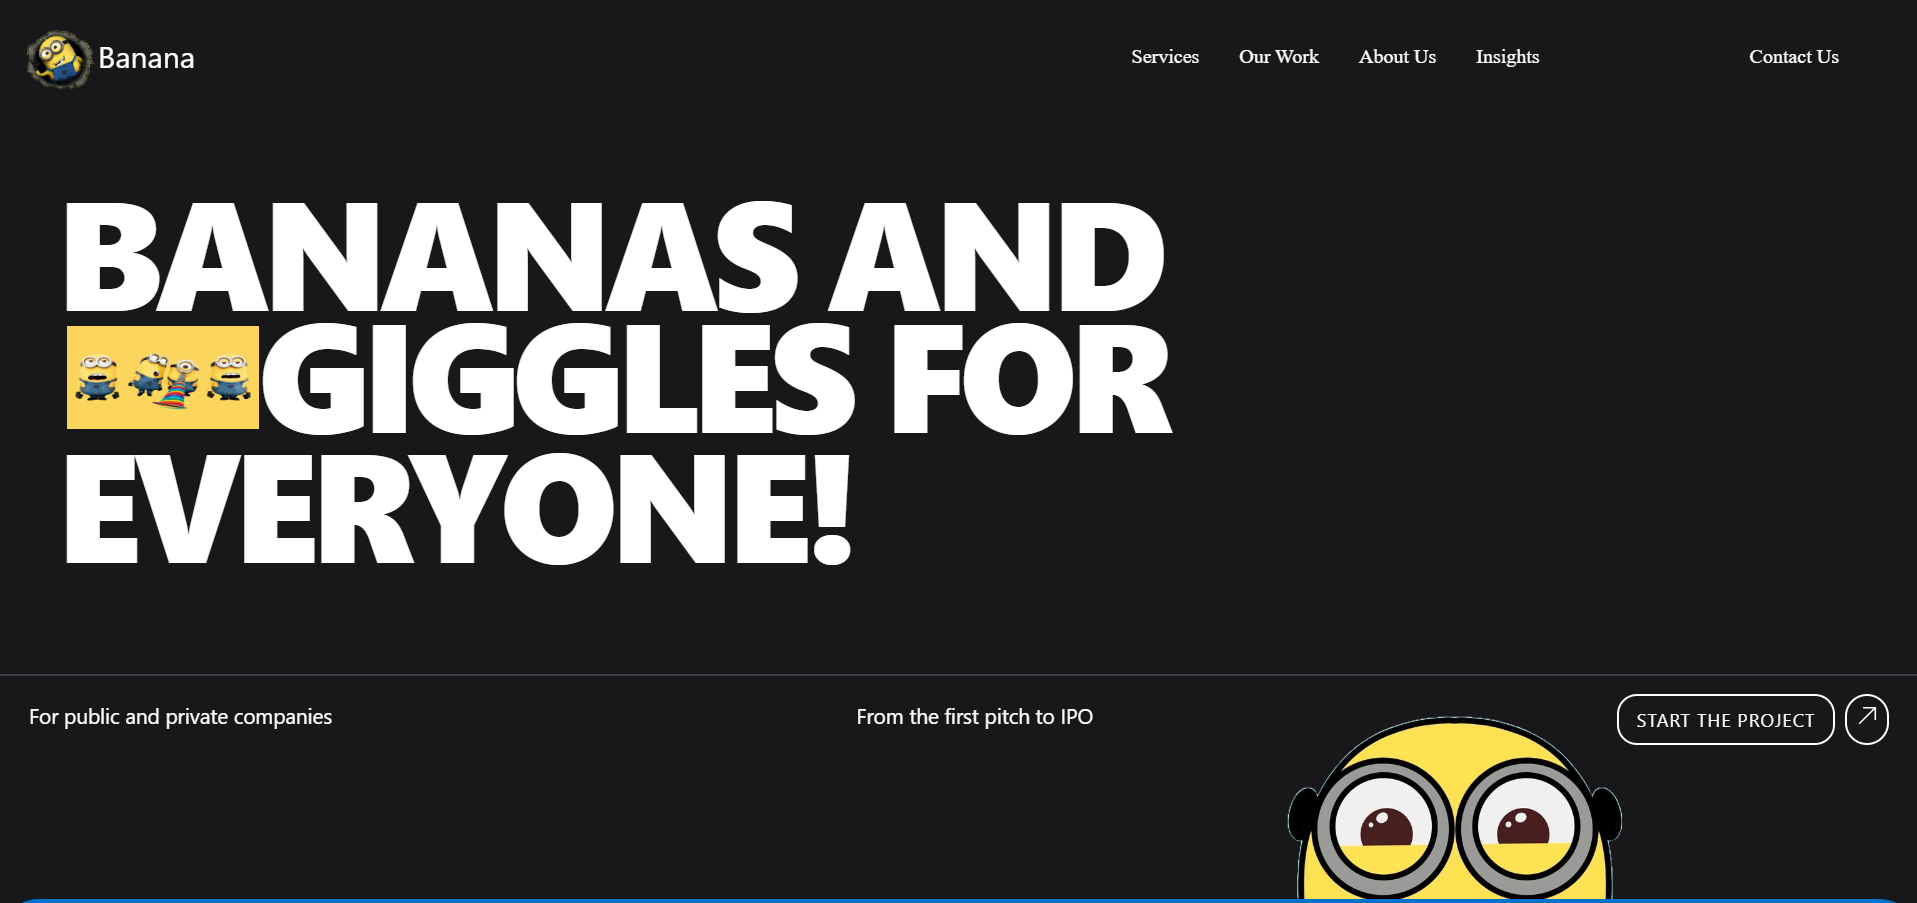 Banana
Services Our Work About Us Insights Contact Us
BANANAS AND
GIGGLES FOR
EVERYONE!
For public and private companies
From the first pitch to IPO
START THE PROJECT